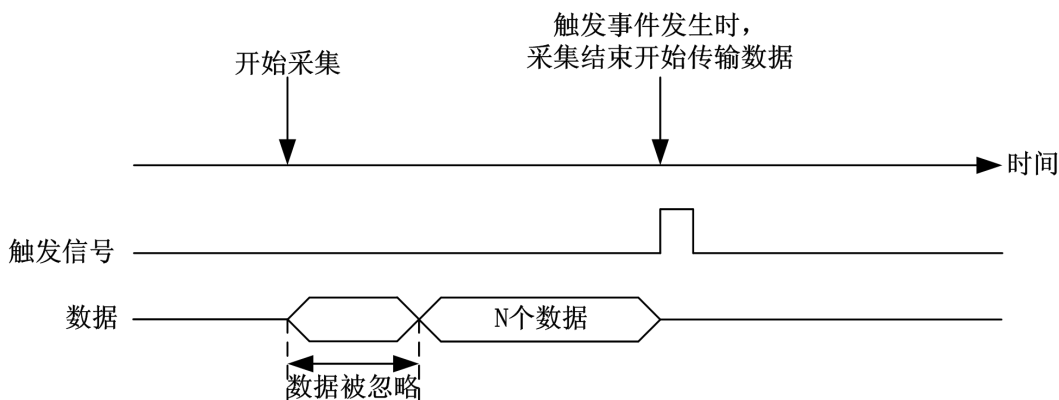 触发事件发生时，
采集结束开始传输数据
开始采集
时间
触发信号
数据
N个数据
数据被忽略